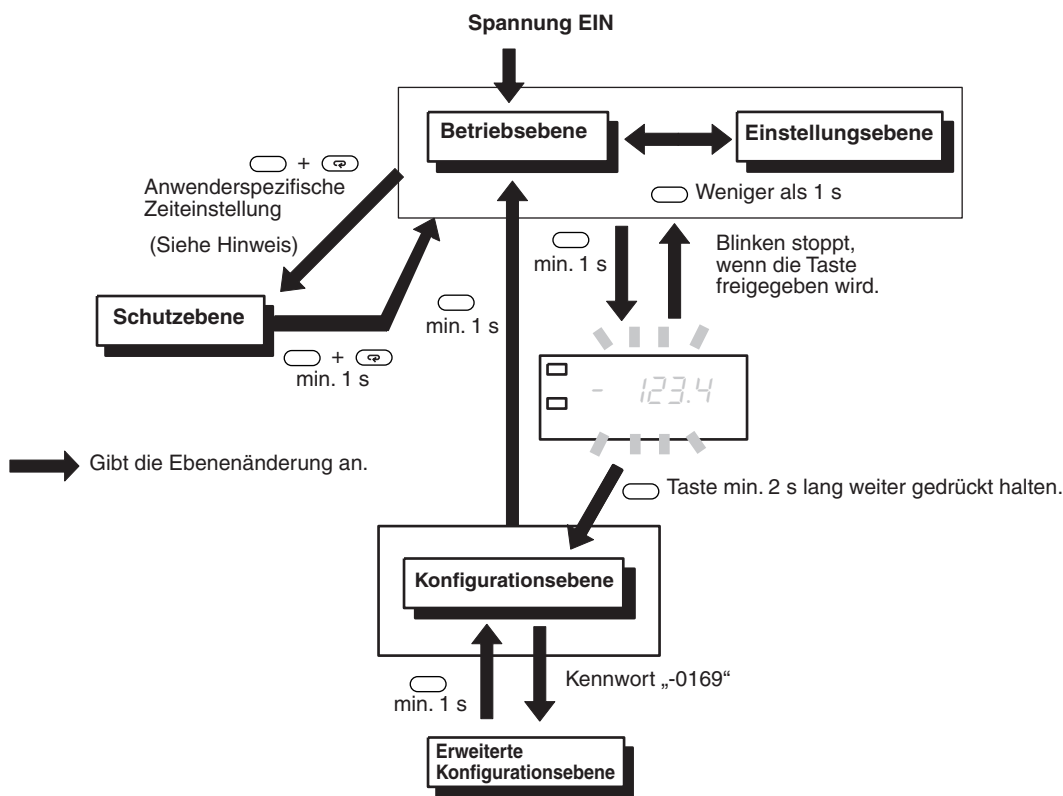 Spannung EIN
Betriebsebene
Einstellungsebene
+
Anwenderspezifische
Zeiteinstellung
(Siehe Hinweis)
Weniger als 1 s
min. 1 s
Blinken stoppt,
wenn die Taste
freigegeben wird.
Schutzebene
min. 1 s
+
min. 1 s
- 123.4
Gibt die Ebenenänderung an.
Taste min. 2 s lang weiter gedrückt halten.
Konfigurationsebene
min. 1 s
Kennwort „-0169“
Erweiterte
Konfigurationsebene